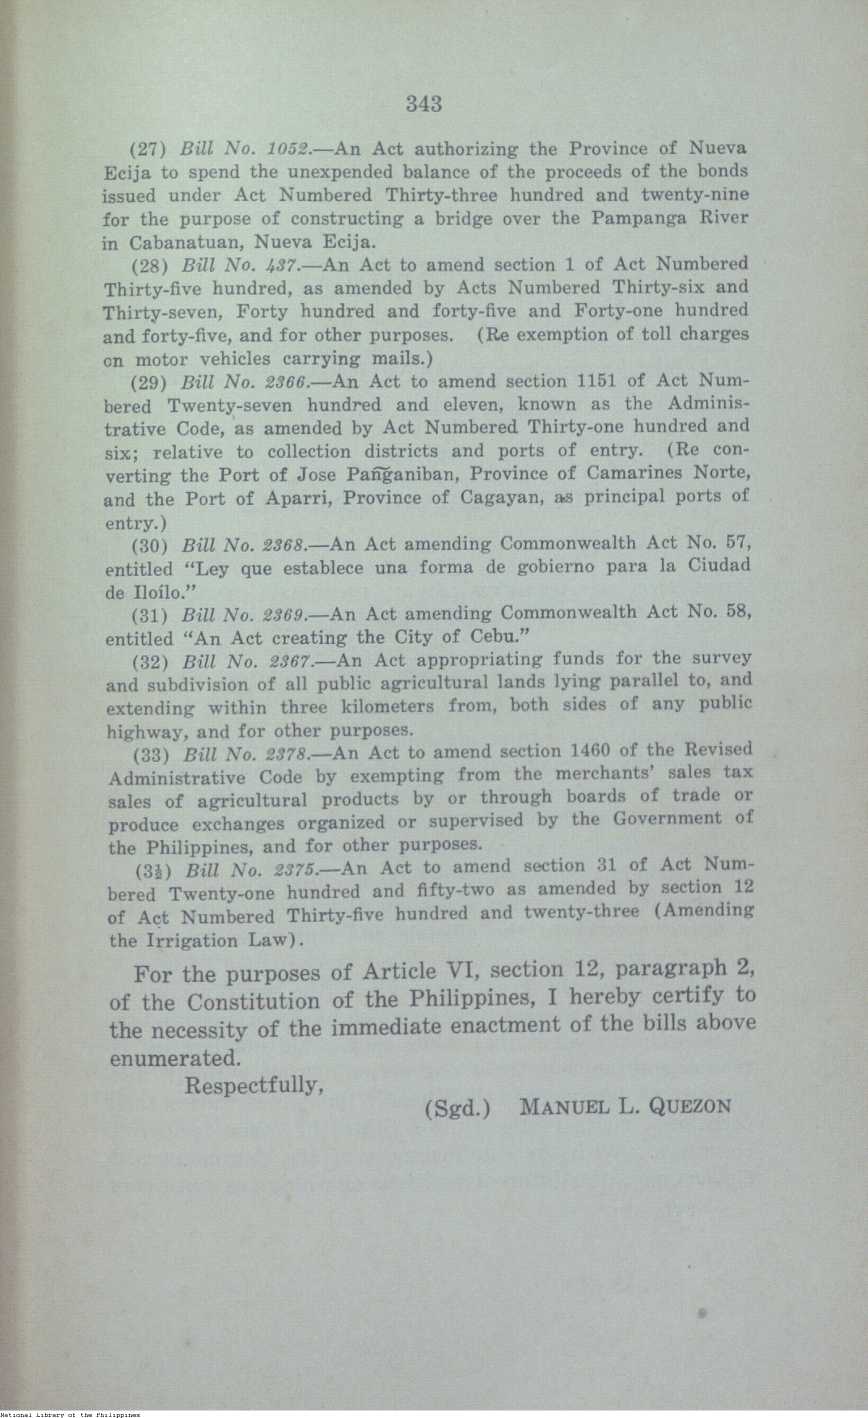 343
(27) Bill No. 1052.—An Act authorizing the Province of Nueva
Ecija to spend the unexpended balance of the proceeds of the bonds
issued under Act Numbered Thirty-three hundred and twenty-nine
for the purpose of constructing a bridge over the Pampanga River
in Cabanatuan, Nueva Ecija.
(28) Bill No. 437.—An Act to amend section 1 of Act Numbered
Thirty-five hundred, as amended by Acts Numbered Thirty-six and
Thirty-seven, Forty hundred and forty-five and Forty-one hundred
and forty-five, and for other purposes. (Re exemption of toll charges
on motor vehicles carrying mails.)
(29) Bill No. 2366.—An Act to amend section 1151 of Act Num-
bered Twenty-seven hundred and eleven, known as the Adminis-
trative Code, as amended by Act Numbered Thirty-one hundred and
six; relative to collection districts and ports of entry. (Re con-
verting the Port of Jose Pañg̃aniban, Province of Camarines Norte,
and the Port of Aparri, Province of Cagayan, as principal ports of
entry.)
(30) Bill No. 2368.—An Act amending Commonwealth Act No. 57,
entitled “Ley que establece una forma de gobierno para la Ciudad
de Iloílo.”
(31) Bill No. 2369.—An Act amending Commonwealth Act No. 58,
entitled “An Act creating the City of Cebu.”
(32) Bill No. 2367.—An Act appropriating funds for the survey
and subdivision of all public agricultural lands lying parallel to, and
extending within three kilometers from, both sides of any public
highway, and for other purposes.
(33) Bill No. 2378.—An Act to amend section 1460 of the Revised
Administrative Code by exempting from the merchants’ sales tax
sales of agricultural products by or through boards of trade or
produce exchanges organized or supervised by the Government of
the Philippines, and for other purposes.
(3½) Bill No. 2375.—An Act to amend section 31 of Act Num-
bered Twenty-one hundred and fifty-two as amended by section 12
of Act Numbered Thirty-five hundred and twenty-three (Amending
the Irrigation Law).
For the purposes of Article VI, section 12, paragraph 2,
of the Constitution of the Philippines, I hereby certify to
the necessity of the immediate enactment of the bills above
enumerated.
Respectfully,
(Sgd.) MANUEL L. QUEZON
National Library of the Philippines